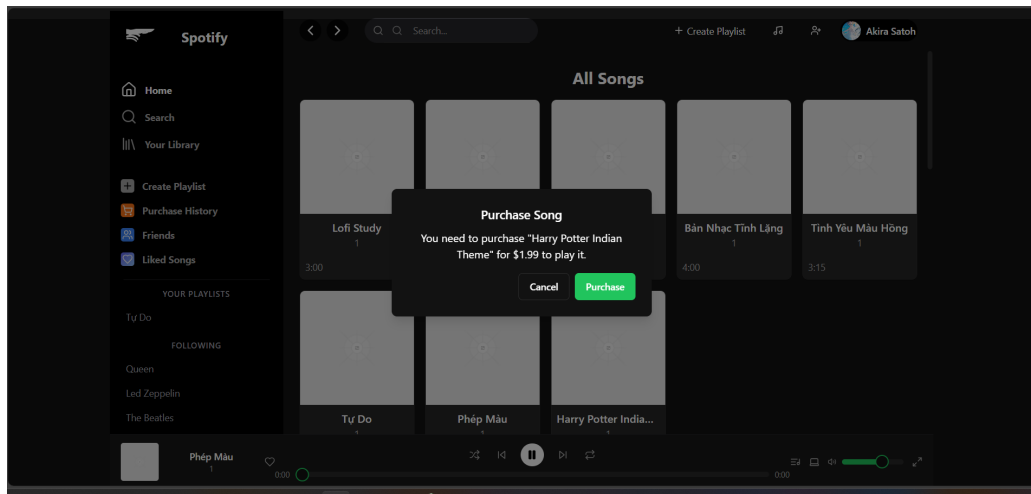 Spotify
Search...
+ Create Playlist
Akira Satoh
Home
Search
Your Library
Create Playlist
Purchase History
Friends
Liked Songs
YOUR PLAYLISTS
Tự Do
FOLLOWING
Queen
Led Zeppelin
The Beatles
All Songs
Lofi Study
1
3:00
Bản Nhạc Tĩnh Lặng
1
4:00
Tình Yêu Màu Hồng
1
3:15
Purchase Song
You need to purchase "Harry Potter Indian
Theme" for $1.99 to play it.
Cancel
Purchase
Tự Do
1
Phép Màu
1
Harry Potter India...
1
Phép Màu
1
0:00
0:00